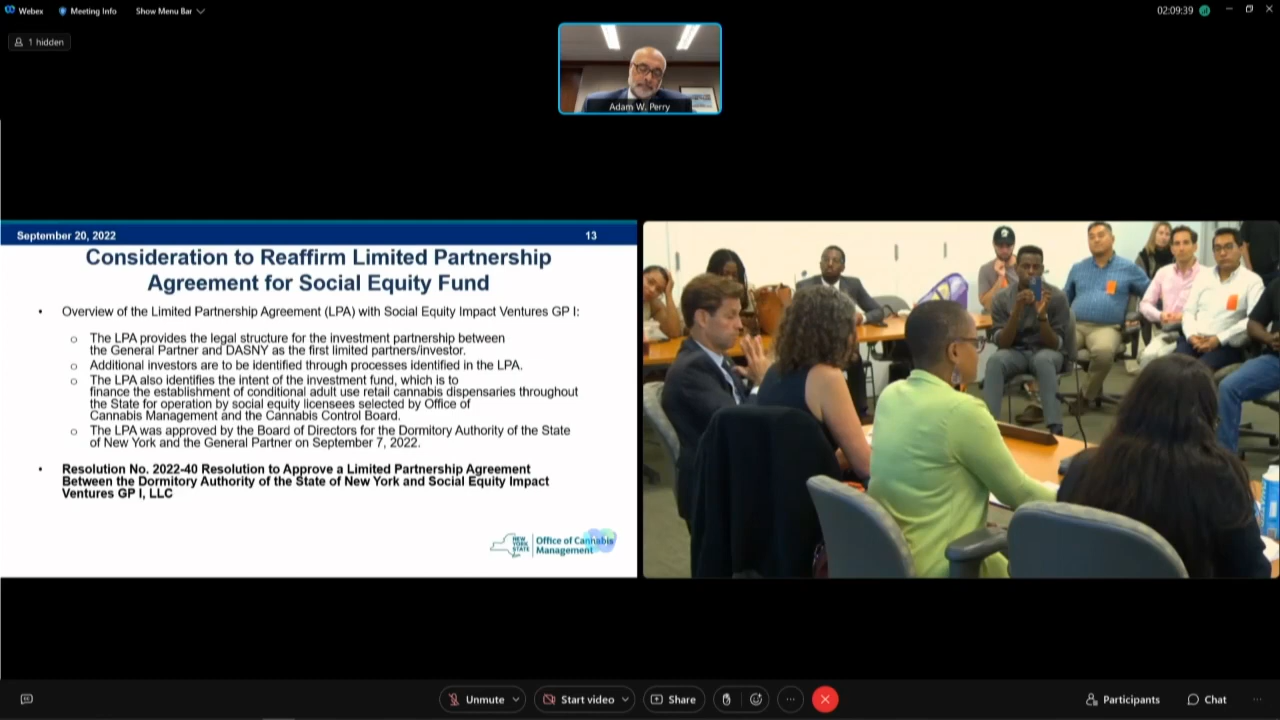 Webex
Meeting Info
Show Menu Bar
02:09:39
1 hidden
Adam W. Perry
September 20, 2022
13
Consideration to Reaffirm Limited Partnership
Agreement for Social Equity Fund
• Overview of the Limited Partnership Agreement (LPA) with Social Equity Impact Ventures GP I:
o The LPA provides the legal structure for the investment partnership between
the General Partner and DASNY as the first limited partners/investor.
o Additional investors are to be identified through processes identified in the LPA.
o The LPA also identifies the intent of the investment fund, which is to
finance the establishment of conditional adult use retail cannabis dispensaries throughout
the State for operation by social equity licensees selected by Office of
Cannabis Management and the Cannabis Control Board.
o The LPA was approved by the Board of Directors for the Dormitory Authority of the State
of New York and the General Partner on September 7, 2022.
• Resolution No. 2022-40 Resolution to Approve a Limited Partnership Agreement
Between the Dormitory Authority of the State of New York and Social Equity Impact
Ventures GP I, LLC
NEW
YORK
STATE
Office of Cannabis
Management
Unmute
Start video
Share
Participants
Chat